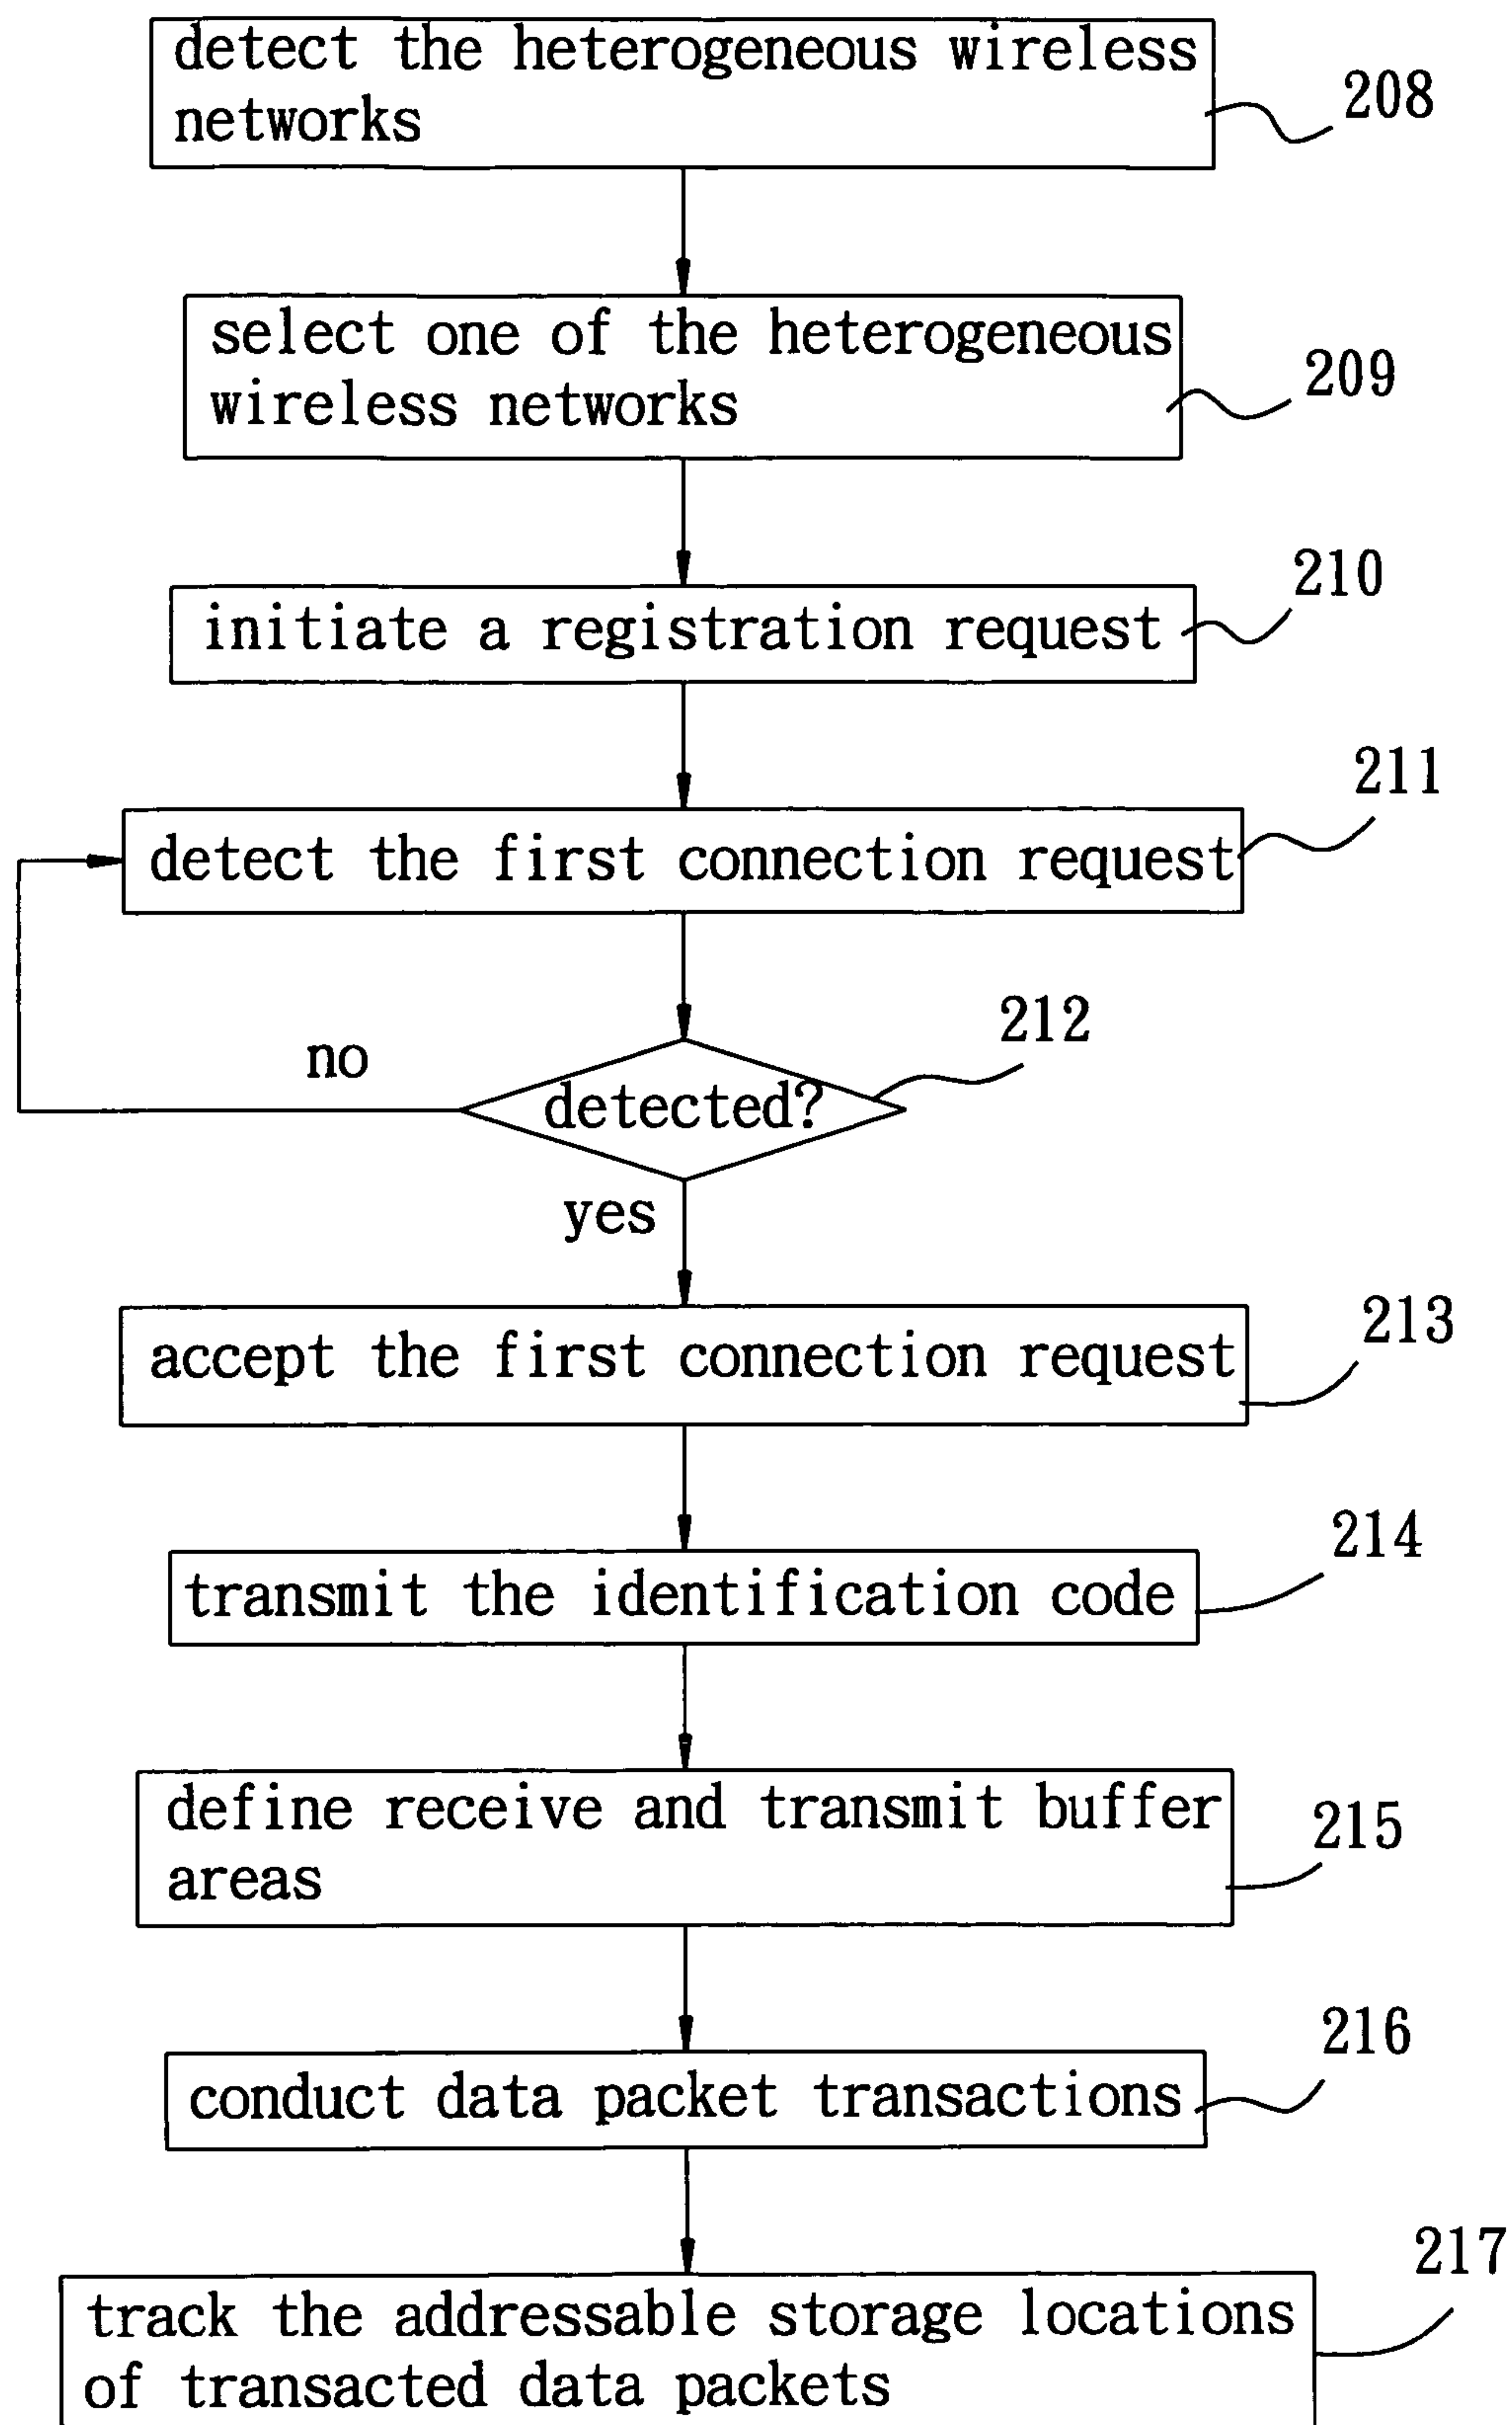 detect the heterogeneous wireless
networks
208
select one of the heterogeneous
wireless networks
209
initiate a registration request
210
detect the first connection request
211
no
detected?
212
yes
accept the first connection request
213
transmit the identification code
214
define receive and transmit buffer
areas
215
conduct data packet transactions
216
track the addressable storage locations
of transacted data packets
217